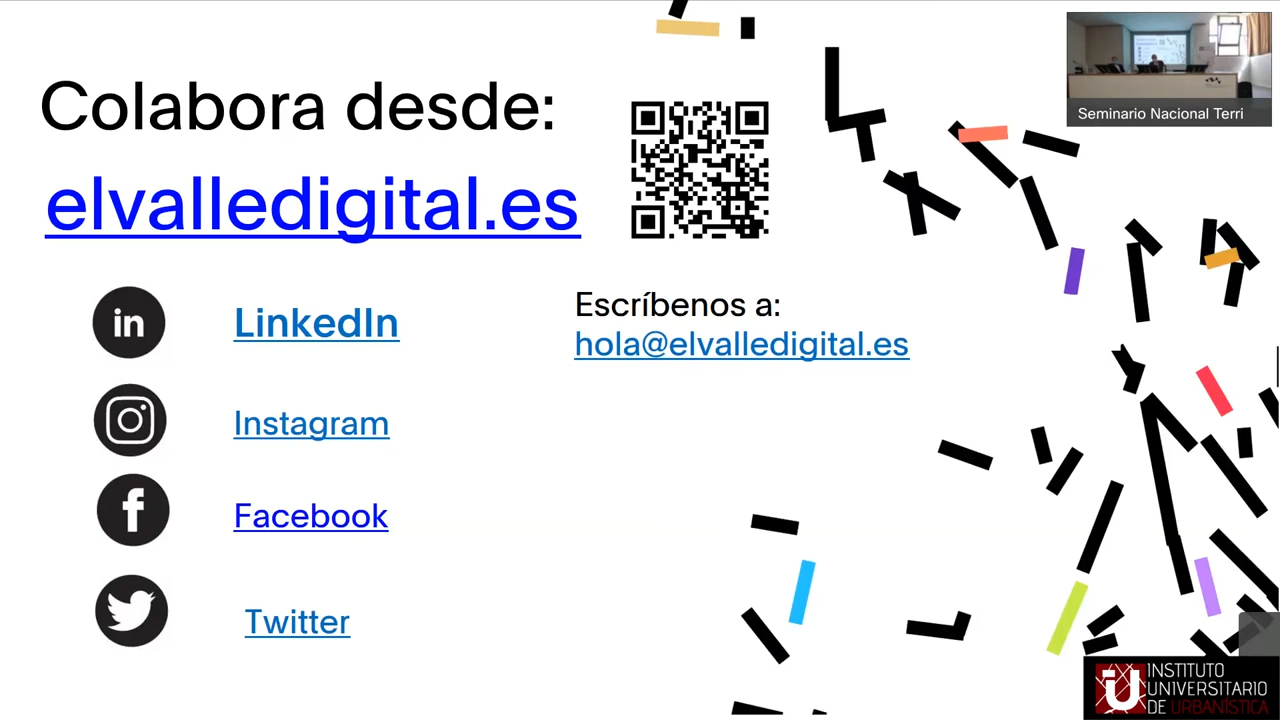 Colabora desde:
elvalledigital.es
LinkedIn
Escríbenos a:
hola@elvalledigital.es
Instagram
Facebook
Twitter
Seminario Nacional Terri
INSTITUTO
UNIVERSITARIO
DE URBANÍSTICA